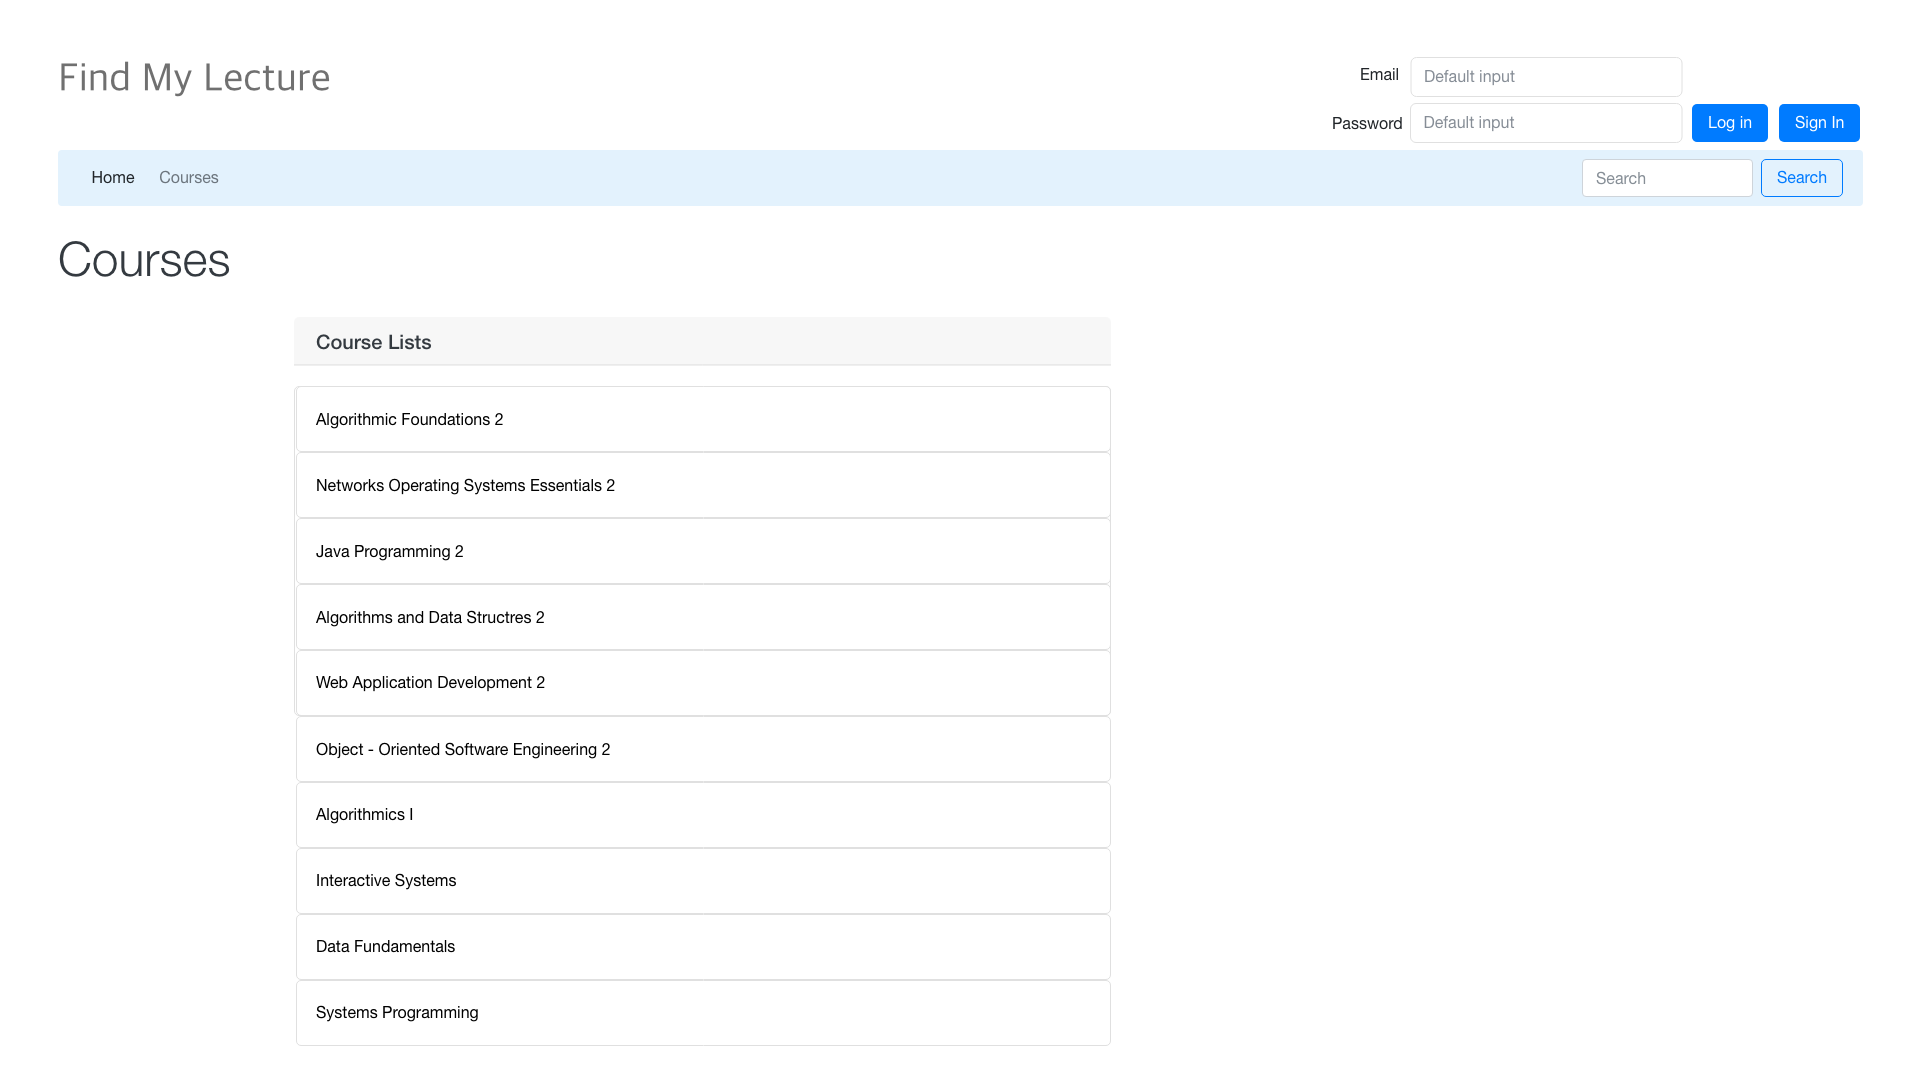 Find My Lecture
Email Default input
Password Default input Log in Sign In
Home Courses Search Search
Courses
Course Lists
Algorithmic Foundations 2
Networks Operating Systems Essentials 2
Java Programming 2
Algorithms and Data Structres 2
Web Application Development 2
Object - Oriented Software Engineering 2
Algorithmics I
Interactive Systems
Data Fundamentals
Systems Programming